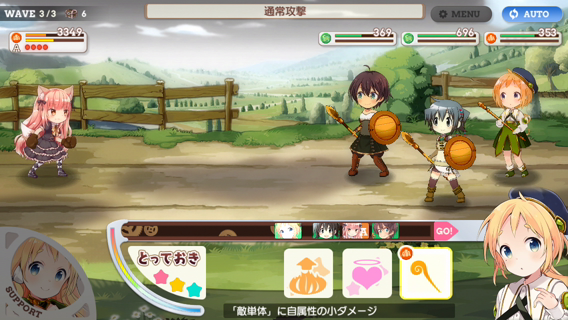 WAVE 3/3 6
通常攻撃
MENU
AUTO
3349
A
369
696
353
GO!
とっておき
SUPPORT
「敵単体」に自属性の小ダメージ